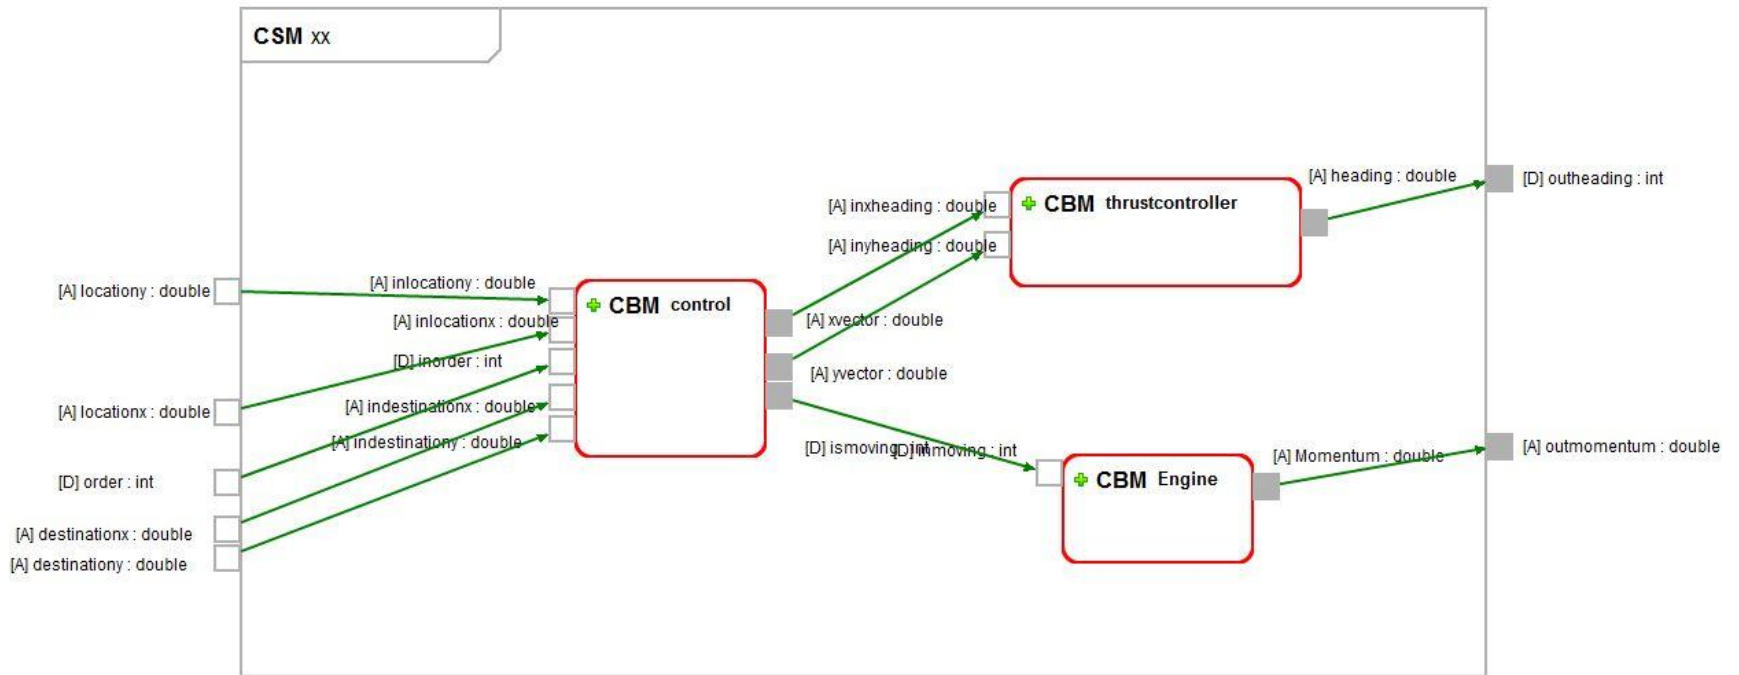 CSM xx
[A] heading : double
[D] outheading : int
[A] inxheading : double
CBM thrustcontroller
[A] inyheading : double
[A] locationy : double
[A] inlocationy : double
CBM control
[A] inlocationx : double
[A] xvector : double
[D] inorder : int
[A] yvector : double
[A] locationx : double
[A] indestinationx : double
[A] indestinationy : double
[D] ismoving : int
[A] Momentum : double
[A] outmomentum : double
[D] order : int
CBM Engine
[A] destinationx : double
[A] destinationy : double